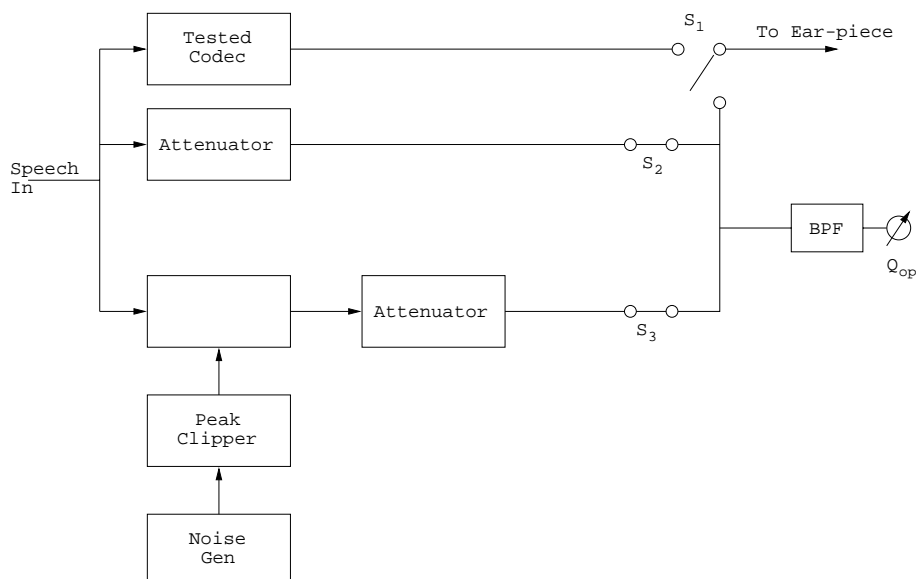 Tested
Codec
S1
To Ear-piece
Attenuator
Speech
In
S2
BPF
Qop
Attenuator
S3
Peak
Clipper
Noise
Gen